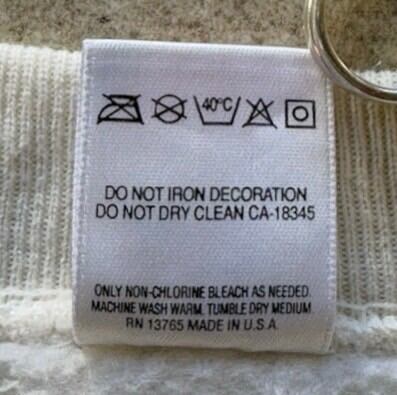 40°C
DO NOT IRON DECORATION
DO NOT DRY CLEAN CA-18345
ONLY NON-CHLORINE BLEACH AS NEEDED.
MACHINE WASH WARM. TUMBLE DRY MEDIUM
RN 13765 MADE IN U.S.A.